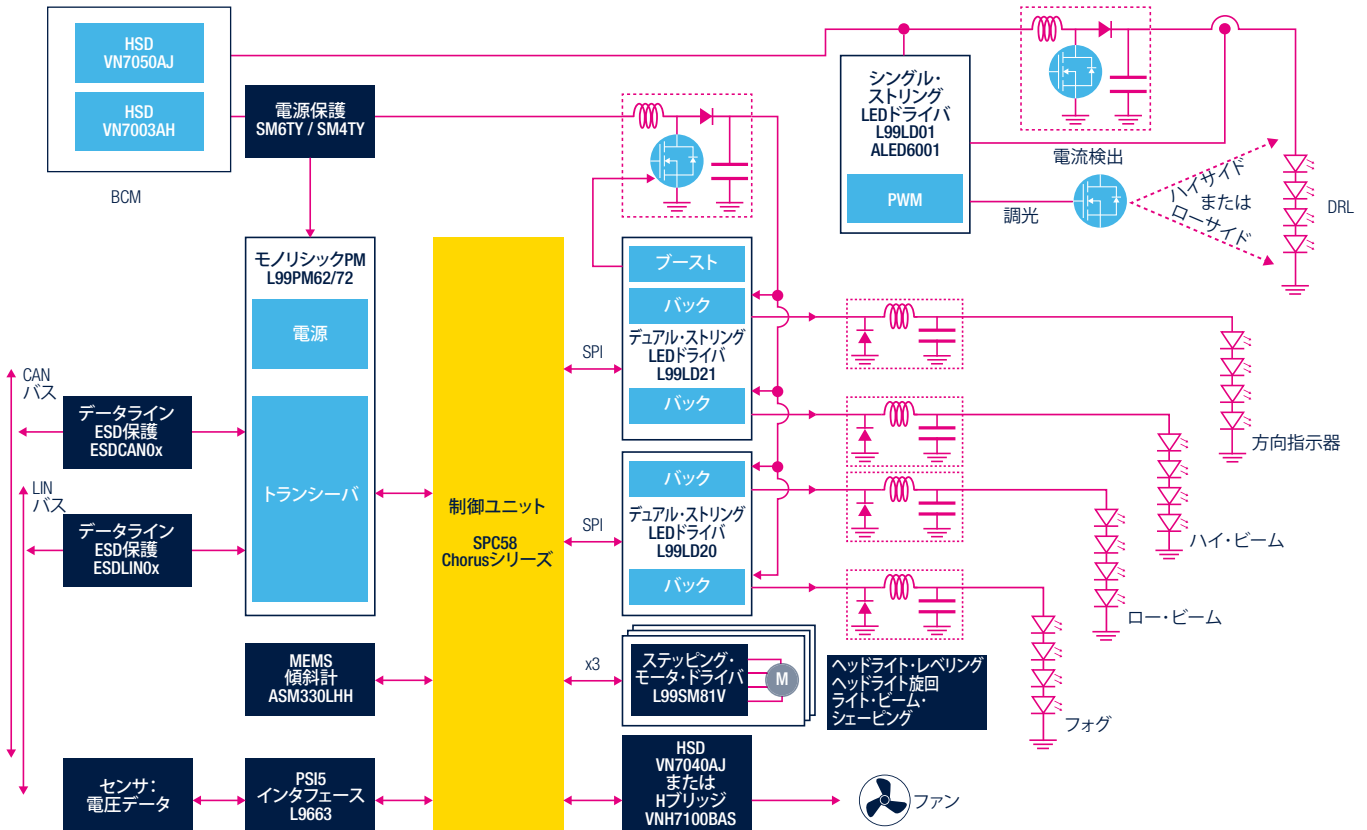 HSD
VN7050AJ
HSD
VN7003AH
BCM
電源保護
SM6TY / SM4TY
シングル・
ストリング
LEDドライバ
L99LD01
ALED6001
PWM
電流検出
調光
ハイサイド
または
ローサイド
DRL
モノリシックPM
L99PM62/72
電源
トランシーバ
CAN
バス
データライン
ESD保護
ESDCAN0x
LIN
バス
データライン
ESD保護
ESDLIN0x
制御ユニット
SPC58
Chorusシリーズ
SPI
ブースト
バック
デュアル・ストリング
LEDドライバ
L99LD21
バック
SPI
バック
デュアル・ストリング
LEDドライバ
L99LD20
バック
方向指示器
ハイ・ビーム
ロー・ビーム
フォグ
MEMS
傾斜計
ASM330LHH
x3
ステッピング・
モータ・ドライバ
L99SM81V
M
ヘッドライト・レベリング
ヘッドライト旋回
ライト・ビーム・
シェーピング
センサ：
電圧データ
PSI5
インタフェース
L9663
HSD
VN7040AJ
または
Hブリッジ
VNH7100BAS
ファン